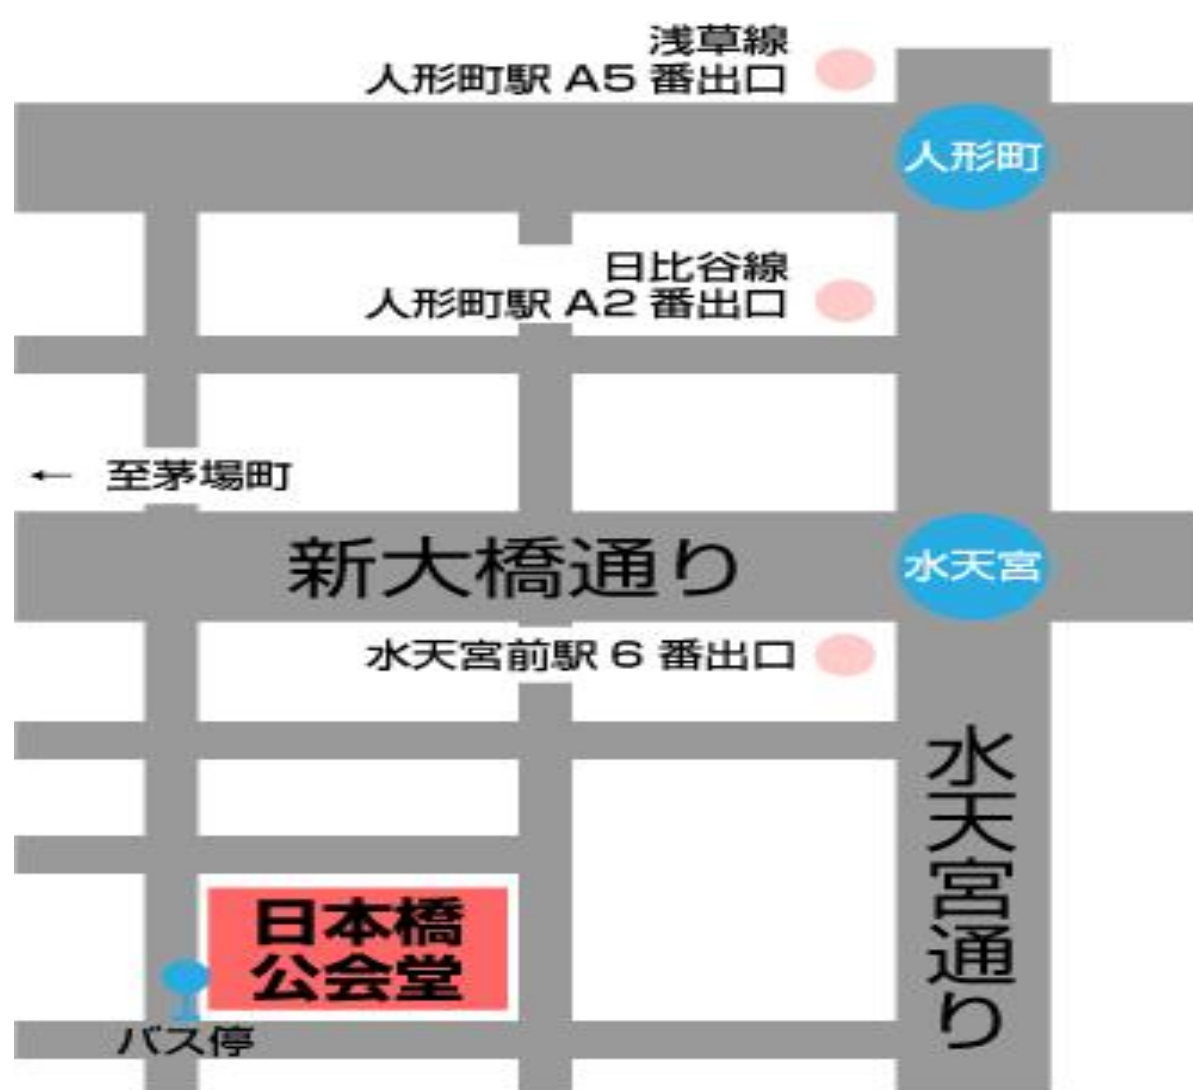 浅草線
人形町駅 A5 番出口
人形町
日比谷線
人形町駅 A2 番出口
← 至茅場町
新大橋通り
水天宮
水天宮前駅 6 番出口
水天宮通り
日本橋
公会堂
バス停